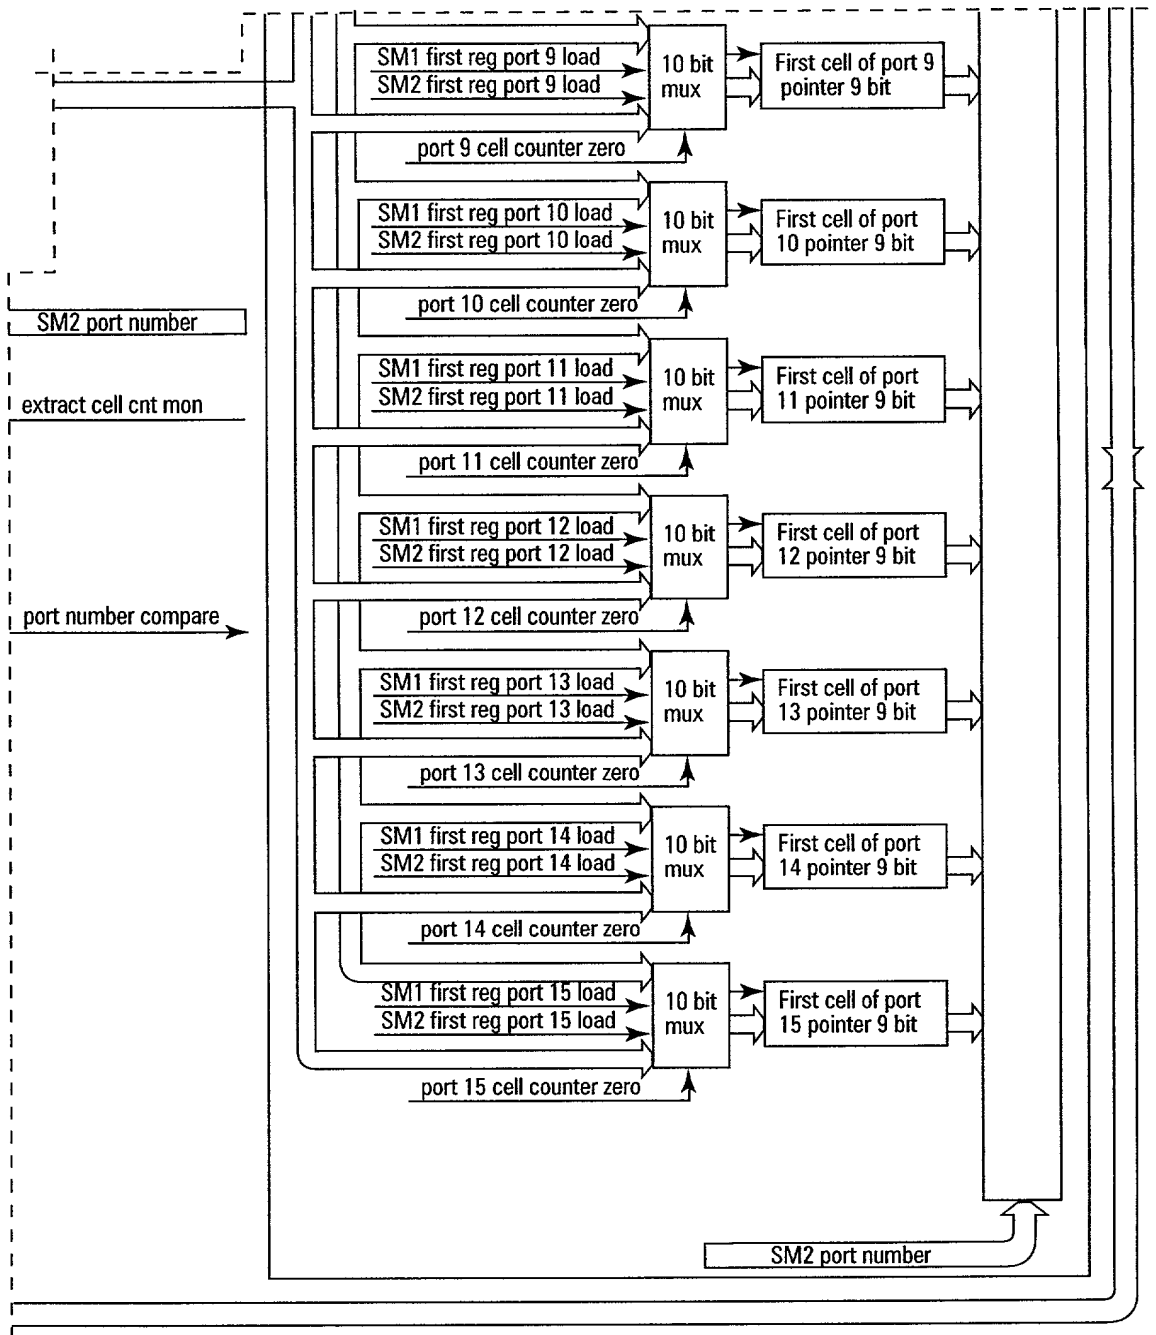 SM1 first reg port 9 load
SM2 first reg port 9 load
10 bit
mux
First cell of port 9
pointer 9 bit
port 9 cell counter zero
SM1 first reg port 10 load
SM2 first reg port 10 load
10 bit
mux
First cell of port
10 pointer 9 bit
port 10 cell counter zero
SM2 port number
SM1 first reg port 11 load
SM2 first reg port 11 load
10 bit
mux
First cell of port
11 pointer 9 bit
extract cell cnt mon
port 11 cell counter zero
SM1 first reg port 12 load
SM2 first reg port 12 load
10 bit
mux
First cell of port
12 pointer 9 bit
port number compare
port 12 cell counter zero
SM1 first reg port 13 load
SM2 first reg port 13 load
10 bit
mux
First cell of port
13 pointer 9 bit
port 13 cell counter zero
SM1 first reg port 14 load
SM2 first reg port 14 load
10 bit
mux
First cell of port
14 pointer 9 bit
port 14 cell counter zero
SM1 first reg port 15 load
SM2 first reg port 15 load
10 bit
mux
First cell of port
15 pointer 9 bit
port 15 cell counter zero
SM2 port number